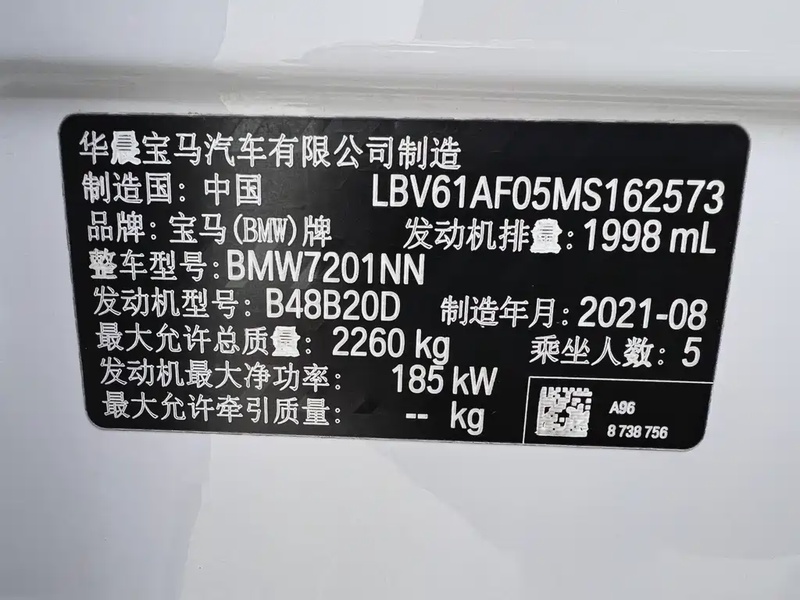 华晨宝马汽车有限公司制造
制造国: 中国 LBV61AF05MS162573
品牌: 宝马(BMW)牌 发动机排量: 1998 mL
整车型号: BMW7201NN
发动机型号: B48B20D 制造年月: 2021-08
最大允许总质量: 2260 kg 乘坐人数: 5
发动机最大净功率: 185 kW
最大允许牵引质量: -- kg
A96
8 738 756